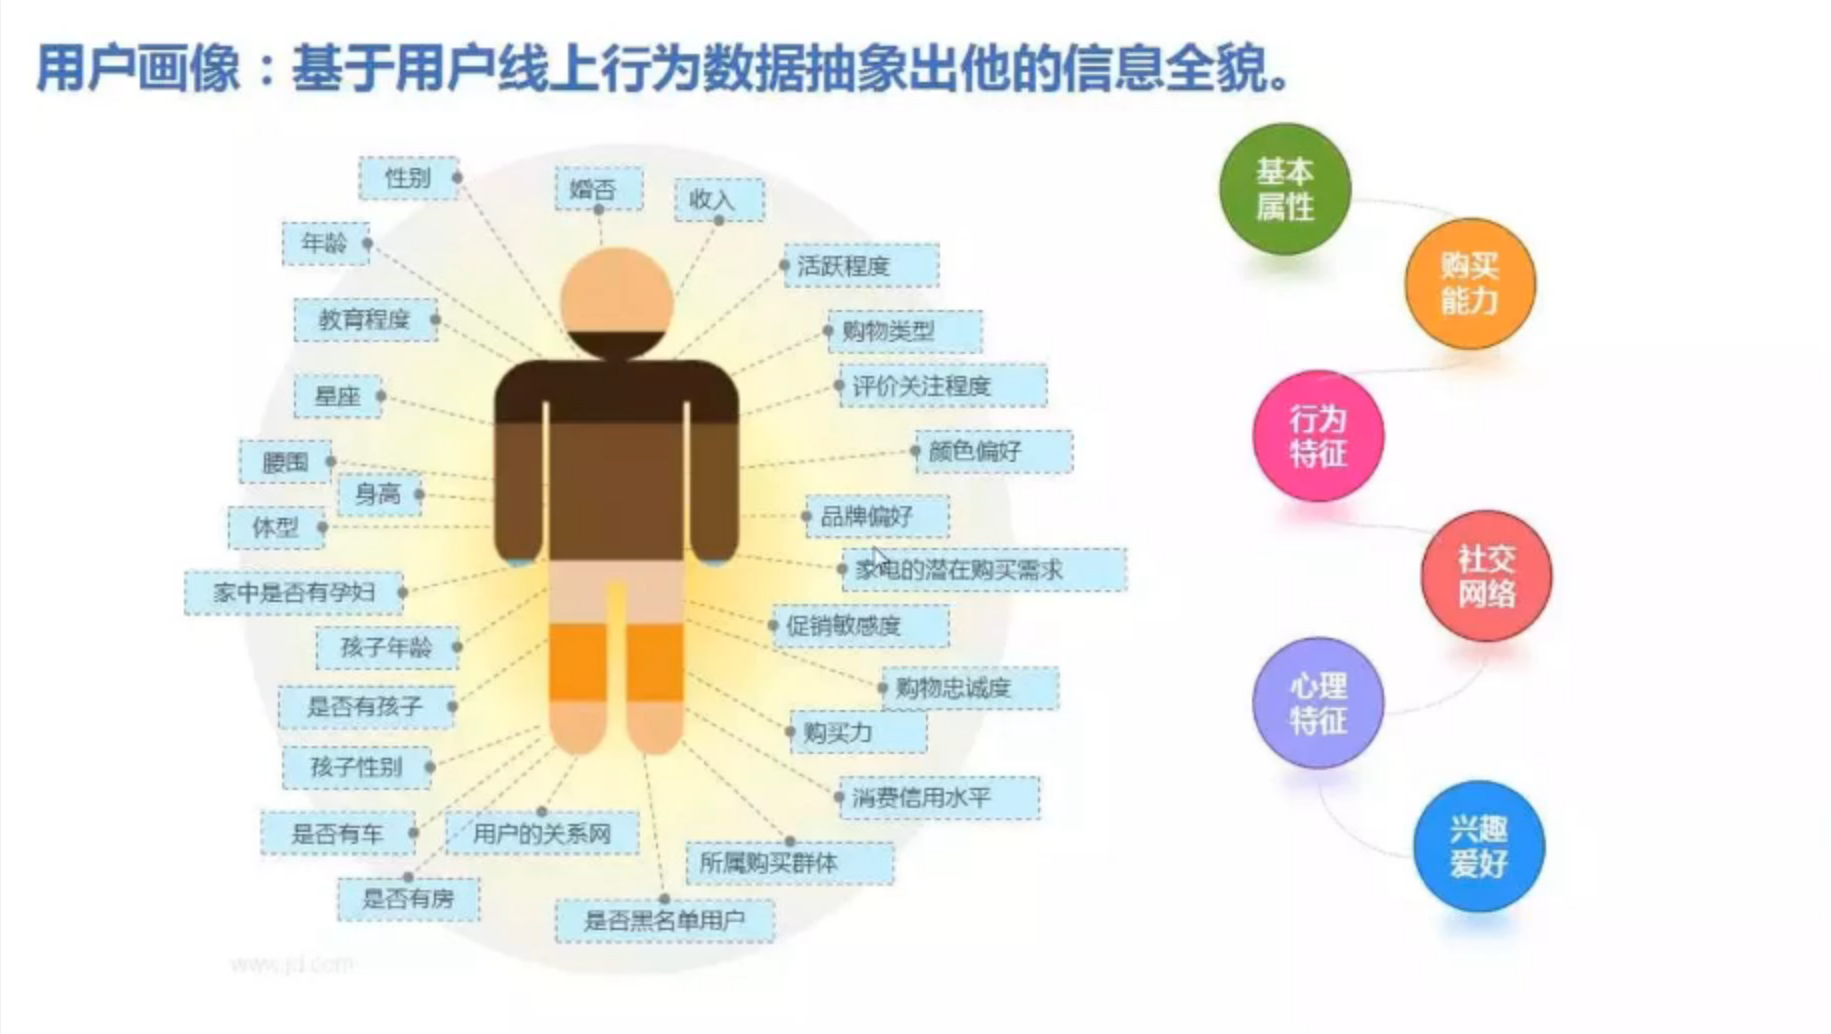 用户画像：基于用户线上行为数据抽象出他的信息全貌。
性别
婚否
收入
年龄
活跃程度
教育程度
购物类型
星座
评价关注程度
腰围
颜色偏好
身高
体型
品牌偏好
家电的潜在购买需求
家中是否有孕妇
促销敏感度
孩子年龄
购物忠诚度
是否有孩子
购买力
孩子性别
消费信用水平
是否有车
用户的关系网
所属购买群体
是否有房
是否黑名单用户
www.jd.com
基本
属性
购买
能力
行为
特征
社交
网络
心理
特征
兴趣
爱好